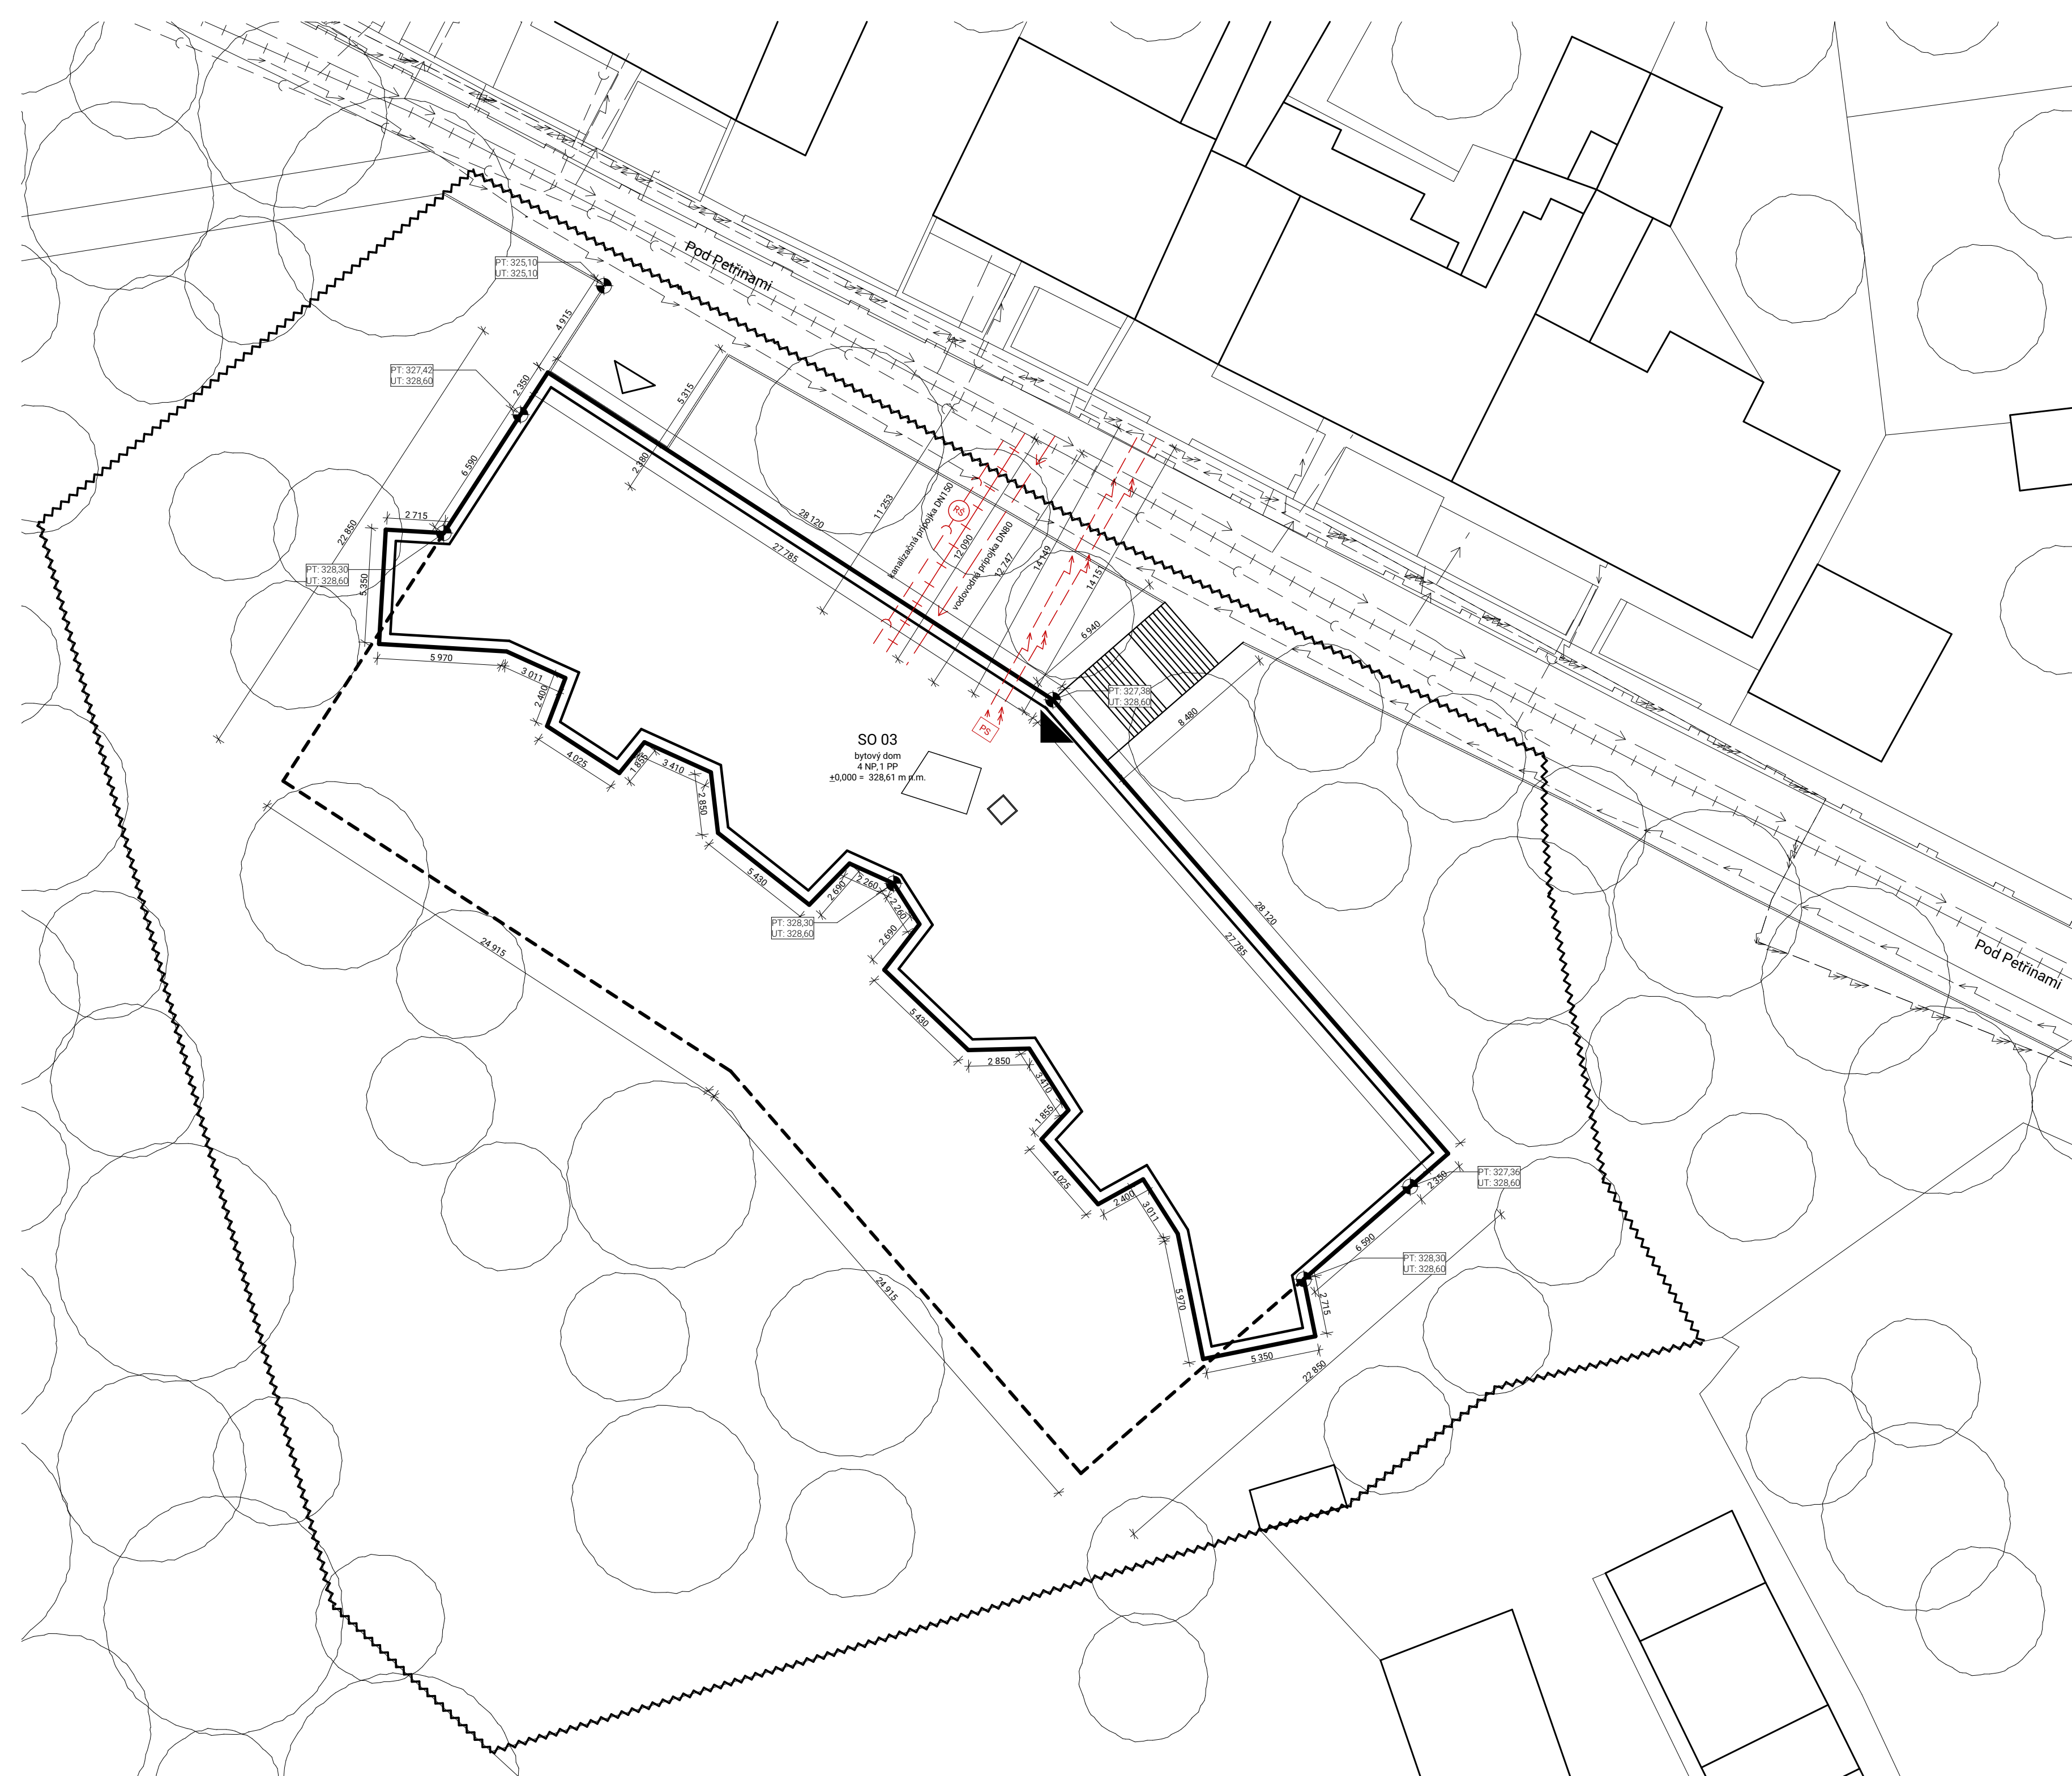 Pod Petřinami
PT: 325,10
UT: 325,10
4 915
PT: 327,42
UT: 328,60
2 350
5 315
2 380
6 590
22 850
2 715
PT: 328,30
UT: 328,60
5 350
28 120
27 785
11 253
kanalizačná prípojka DN150
RŠ
12 090
vodovodná prípojka DN80
12 747
14 149
14 151
6 940
PT: 327,38
UT: 328,60
8 480
PS
5 970
3 011
2 400
4 025
1 855
3 410
2 850
SO 03
bytový dom
4 NP,1 PP
±0,000 = 328,61 m n.m.
5 430
2 690
2 260
2 260
PT: 328,30
UT: 328,60
2 690
24 915
28 120
27 785
Pod Petřinami
5 430
2 850
3 410
1 855
4 025
2 400
3 011
PT: 327,36
UT: 328,60
2 350
6 590
PT: 328,30
UT: 328,60
2 715
5 970
5 350
22 850
24 915